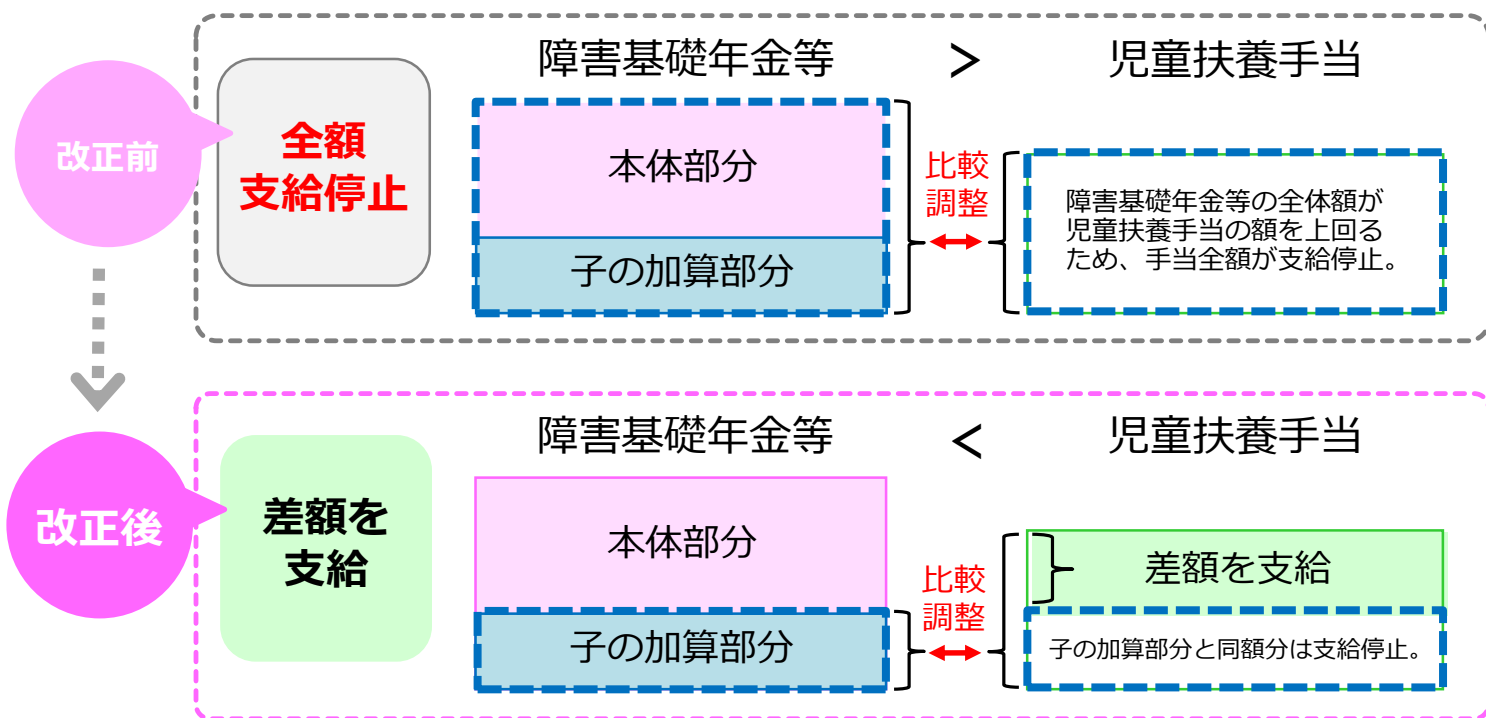 障害基礎年金等 > 児童扶養手当
改正前
全額
支給停止
本体部分
子の加算部分
比較
調整
障害基礎年金等の全体額が
児童扶養手当の額を上回る
ため、手当全額が支給停止。
障害基礎年金等 < 児童扶養手当
改正後
差額を
支給
本体部分
子の加算部分
比較
調整
差額を支給
子の加算部分と同額分は支給停止。